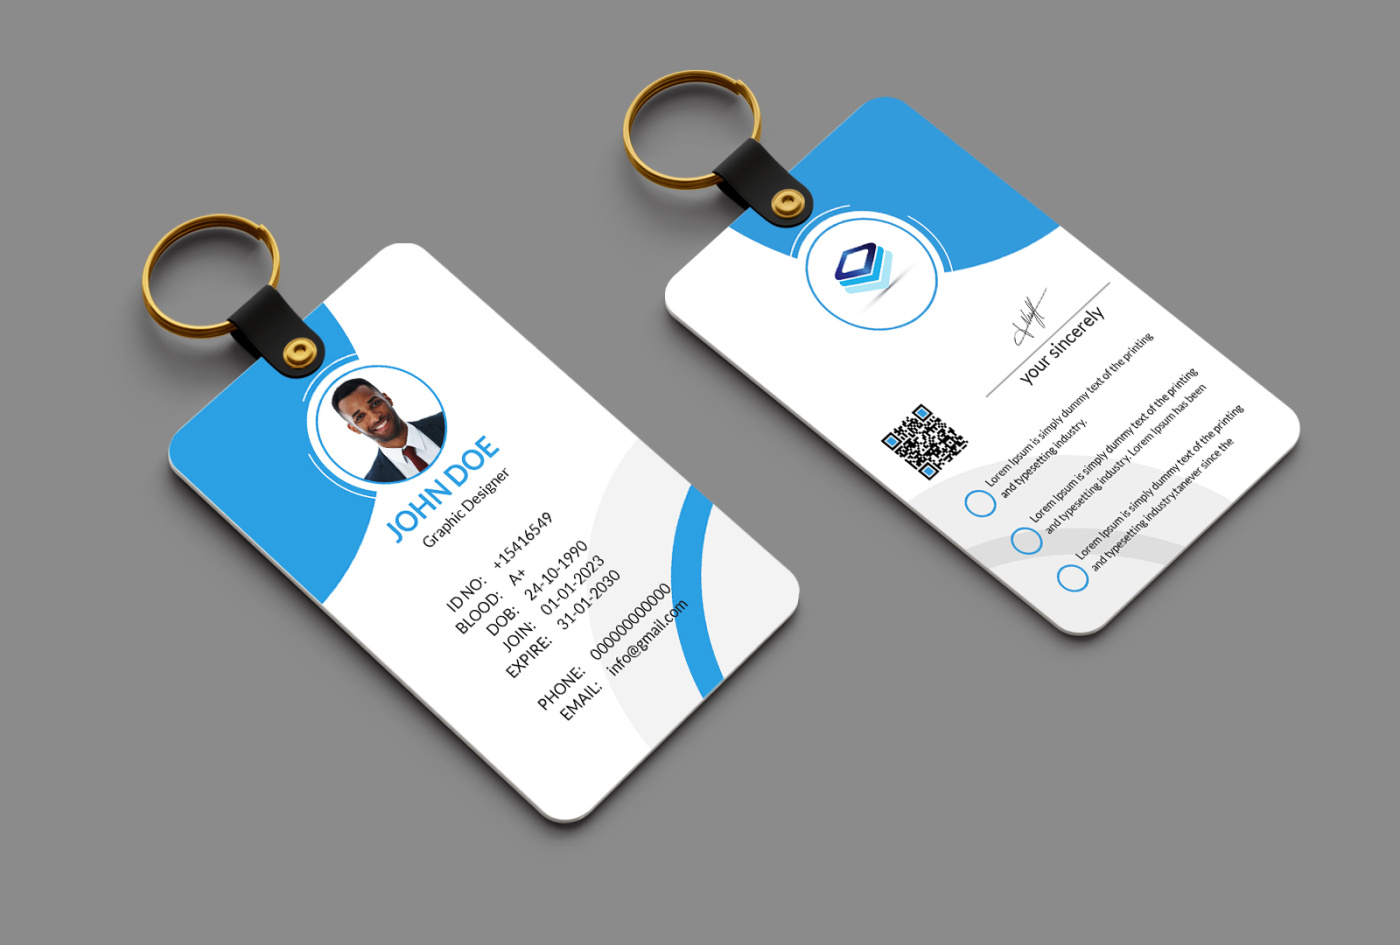 JOHN DOE
Graphic Designer
ID NO: +15416549
BLOOD: A+
DOB: 24-10-1990
JOIN: 01-01-2023
EXPIRE: 31-01-2030
PHONE: 000000000000
EMAIL: info@gmail.com
your sincerely
Lorem Ipsum is simply dummy text of the printing
and typesetting industry.
Lorem Ipsum is simply dummy text of the printing
and typesetting industry. Lorem Ipsum has been
Lorem Ipsum is simply dummy text of the printing
and typesetting industry.tanever since the